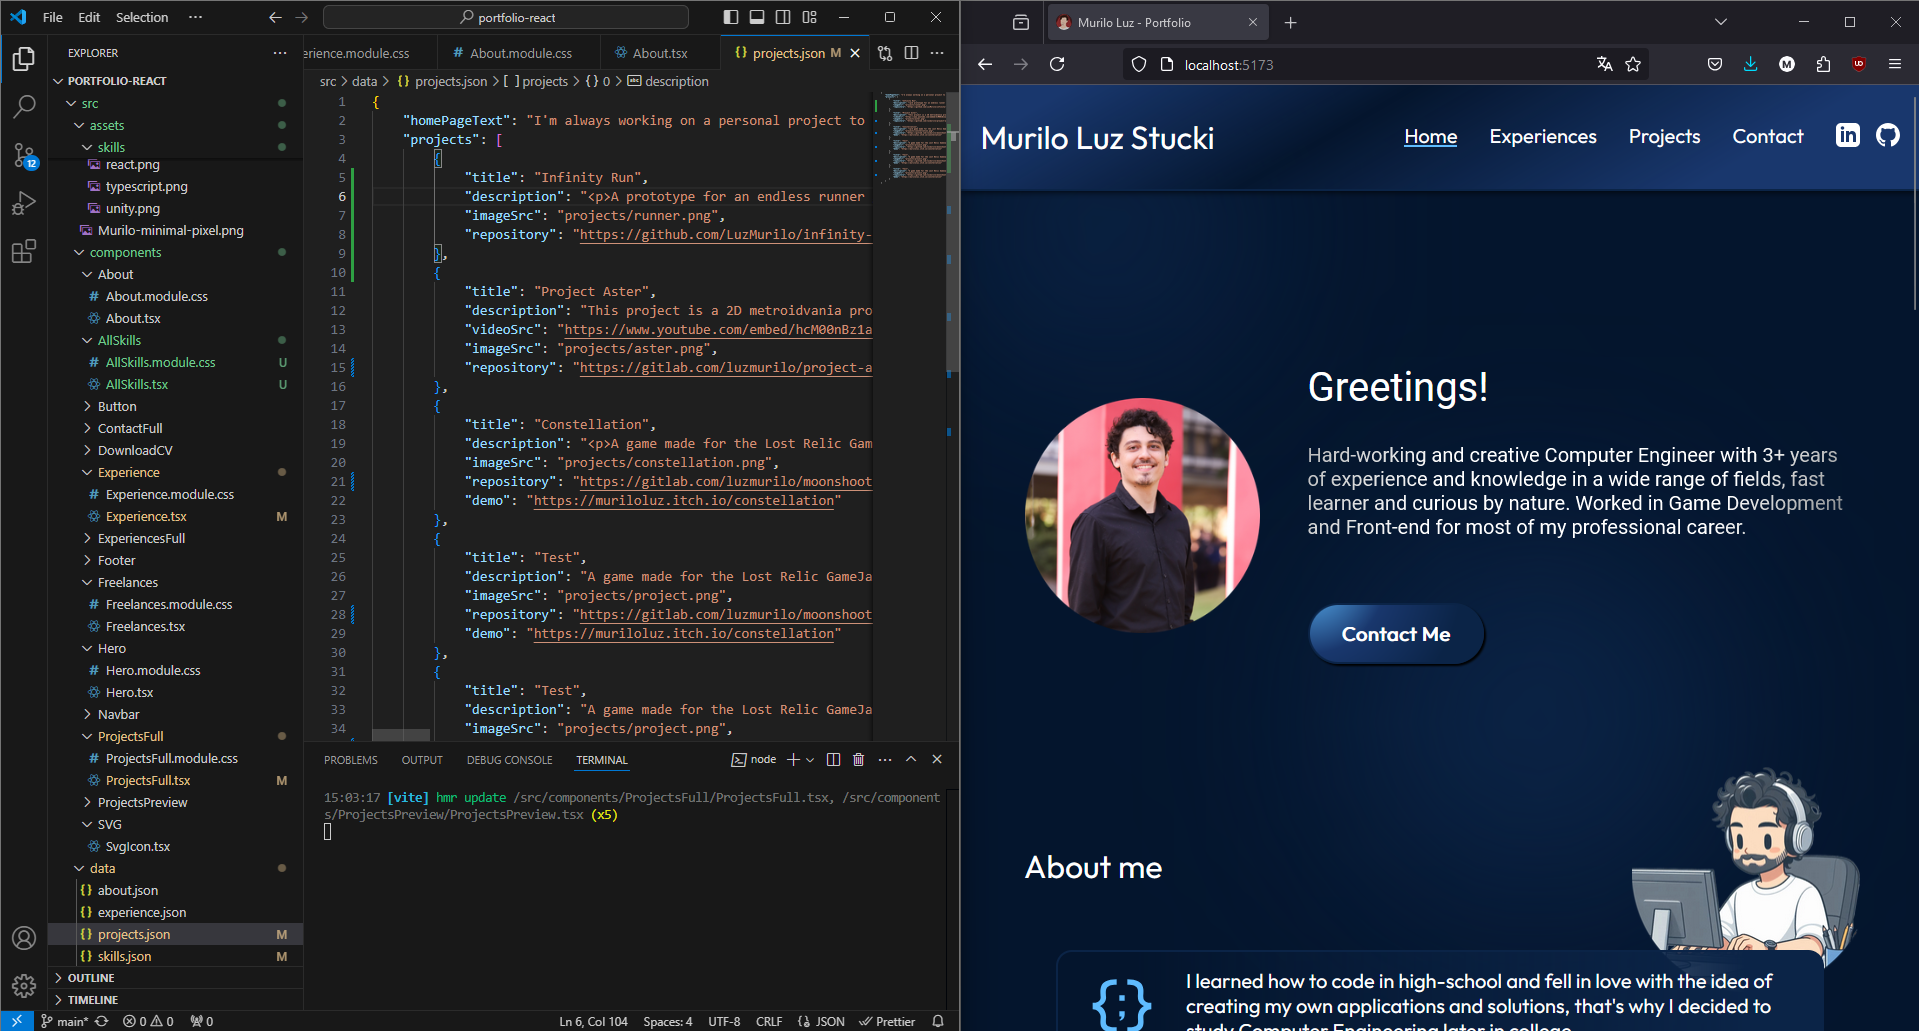 File Edit Selection ··· portfolio-react
EXPLORER ···
PORTFOLIO-REACT
src
assets
skills
react.png
typescript.png
unity.png
Murilo-minimal-pixel.png
components
About
About.module.css
About.tsx
AllSkills
AllSkills.module.css U
AllSkills.tsx U
Button
ContactFull
DownloadCV
Experience
Experience.module.css
Experience.tsx M
ExperiencesFull
Footer
Freelances
Freelances.module.css
Freelances.tsx
Hero
Hero.module.css
Hero.tsx
Navbar
ProjectsFull
ProjectsFull.module.css
ProjectsFull.tsx M
ProjectsPreview
SVG
SvgIcon.tsx
data
about.json
experience.json
projects.json M
skills.json M
OUTLINE
TIMELINE
erience.module.css # About.module.css About.tsx {} projects.json M
src > data > {} projects.json > [ ] projects > {} 0 > description
1 {
2 "homePageText": "I'm always working on a personal project to
3 "projects": [
4 {
5 "title": "Infinity Run",
6 "description": "<p>A prototype for an endless runner
7 "imageSrc": "projects/runner.png",
8 "repository": "https://github.com/LuzMurilo/infinity-
9 },
10 {
11 "title": "Project Aster",
12 "description": "This project is a 2D metroidvania pro
13 "videoSrc": "https://www.youtube.com/embed/hcM00nBz1a
14 "imageSrc": "projects/aster.png",
15 "repository": "https://gitlab.com/luzmurilo/project-a
16 },
17 {
18 "title": "Constellation",
19 "description": "<p>A game made for the Lost Relic Gam
20 "imageSrc": "projects/constellation.png",
21 "repository": "https://gitlab.com/luzmurilo/moonshoot
22 "demo": "https://muriloluz.itch.io/constellation"
23 },
24 {
25 "title": "Test",
26 "description": "A game made for the Lost Relic GameJa
27 "imageSrc": "projects/project.png",
28 "repository": "https://gitlab.com/luzmurilo/moonshoot
29 "demo": "https://muriloluz.itch.io/constellation"
30 },
31 {
32 "title": "Test",
33 "description": "A game made for the Lost Relic GameJa
34 "imageSrc": "projects/project.png",
PROBLEMS OUTPUT DEBUG CONSOLE TERMINAL node
15:03:17 [vite] hmr update /src/components/ProjectsFull/ProjectsFull.tsx, /src/component
s/ProjectsPreview/ProjectsPreview.tsx (x5)
12
main* 0 0 0 Ln 6, Col 104 Spaces: 4 UTF-8 CRLF {} JSON Prettier
Murilo Luz - Portfolio
localhost:5173
Murilo Luz Stucki Home Experiences Projects Contact
Greetings!
Hard-working and creative Computer Engineer with 3+ years
of experience and knowledge in a wide range of fields, fast
learner and curious by nature. Worked in Game Development
and Front-end for most of my professional career.
Contact Me
About me
I learned how to code in high-school and fell in love with the idea of
creating my own applications and solutions, that's why I decided to
study Computer Engineering later in college